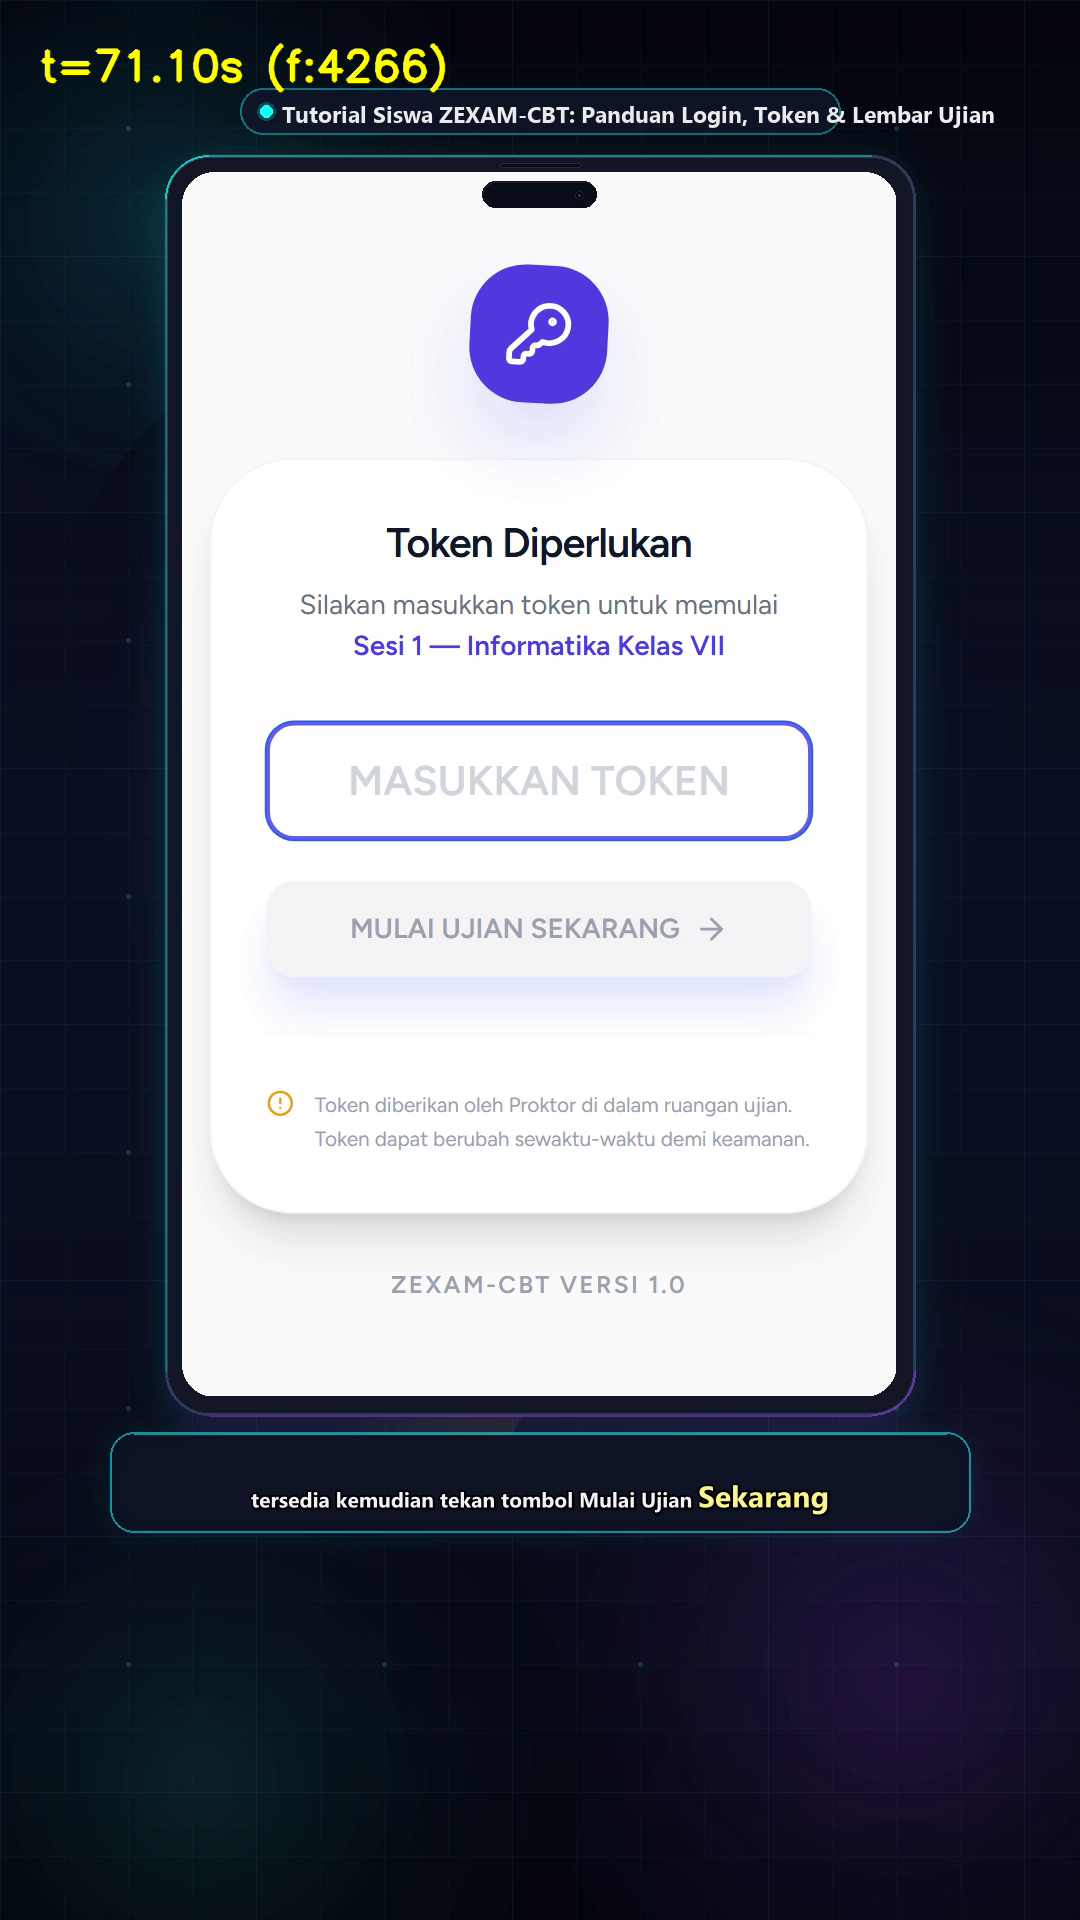 t=71.10s (f:4266)
Tutorial Siswa ZEXAM-CBT: Panduan Login, Token & Lembar Ujian
Token Diperlukan
Silakan masukkan token untuk memulai
Sesi 1 — Informatika Kelas VII
MASUKKAN TOKEN
MULAI UJIAN SEKARANG →
Token diberikan oleh Proktor di dalam ruangan ujian.
Token dapat berubah sewaktu-waktu demi keamanan.
ZEXAM-CBT VERSI 1.0
tersedia kemudian tekan tombol Mulai Ujian Sekarang